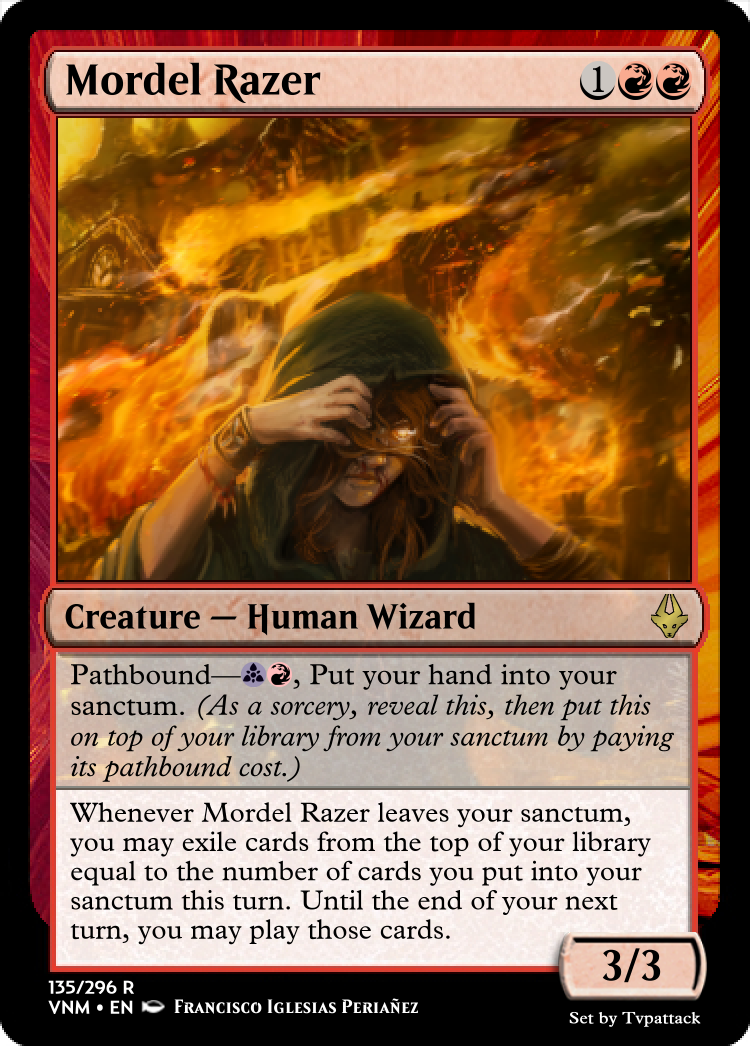 Mordel Razer 1
Creature — Human Wizard
Pathbound—, Put your hand into your
sanctum. (As a sorcery, reveal this, then put this
on top of your library from your sanctum by paying
its pathbound cost.)
Whenever Mordel Razer leaves your sanctum,
you may exile cards from the top of your library
equal to the number of cards you put into your
sanctum this turn. Until the end of your next
turn, you may play those cards.
3/3
135/296 R
VNM • EN Francisco Iglesias Periañez
Set by Tvpattack